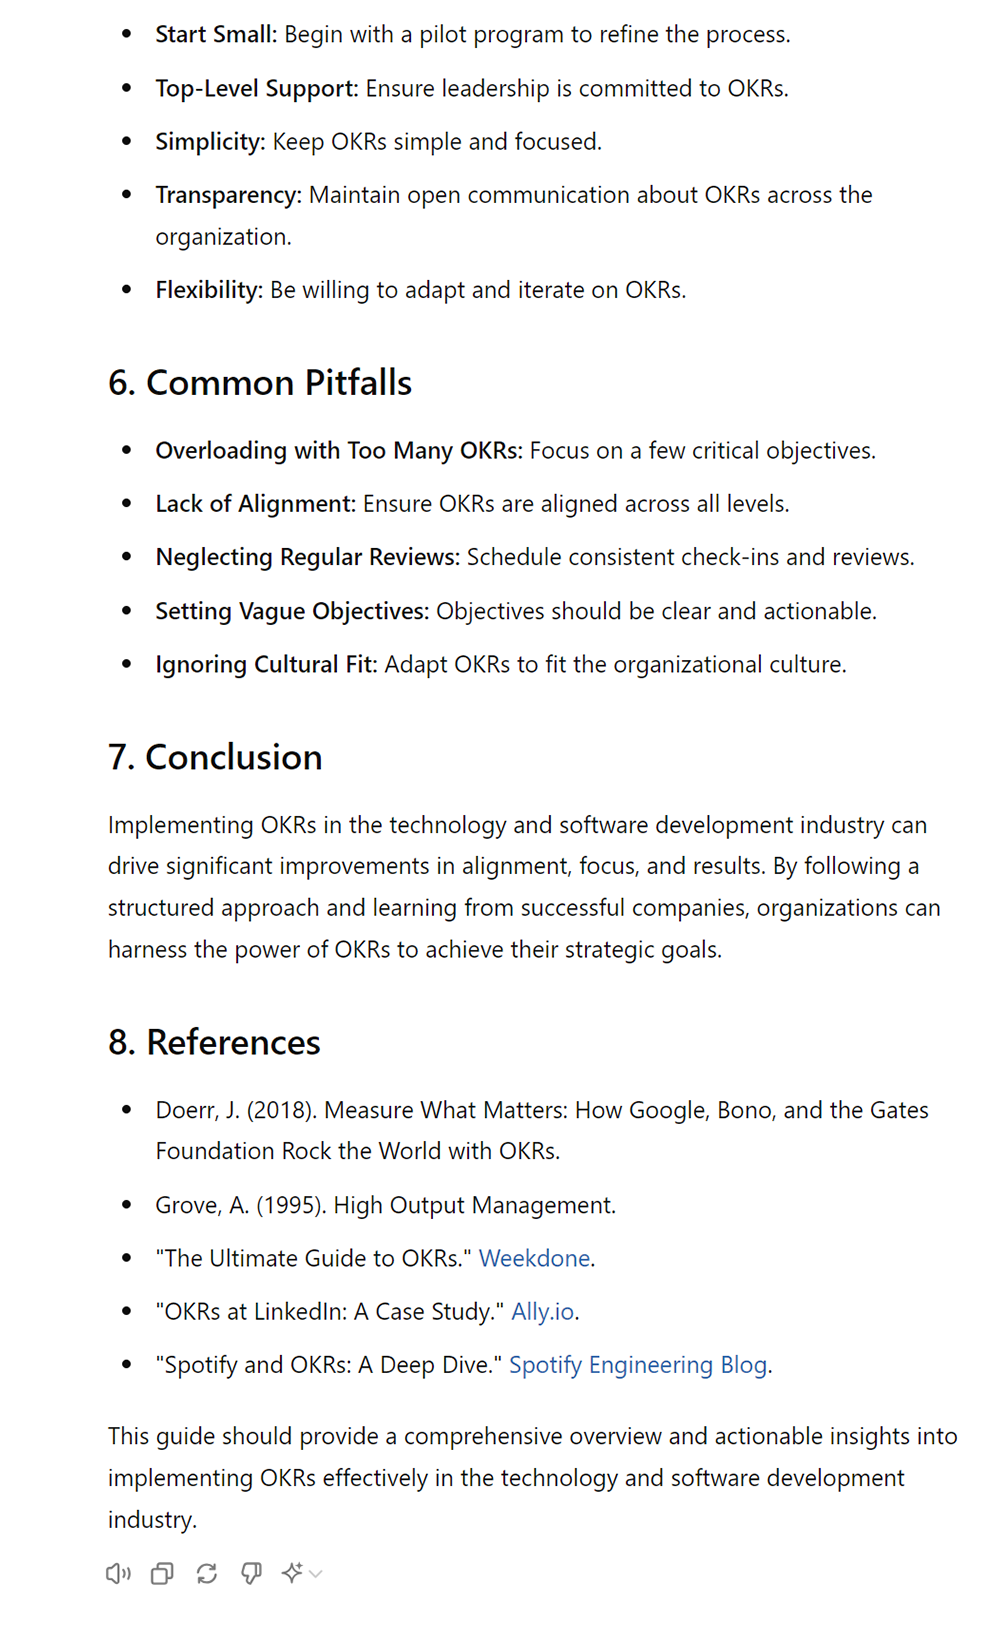 • Start Small: Begin with a pilot program to refine the process.
• Top-Level Support: Ensure leadership is committed to OKRs.
• Simplicity: Keep OKRs simple and focused.
• Transparency: Maintain open communication about OKRs across the
organization.
• Flexibility: Be willing to adapt and iterate on OKRs.
6. Common Pitfalls
• Overloading with Too Many OKRs: Focus on a few critical objectives.
• Lack of Alignment: Ensure OKRs are aligned across all levels.
• Neglecting Regular Reviews: Schedule consistent check-ins and reviews.
• Setting Vague Objectives: Objectives should be clear and actionable.
• Ignoring Cultural Fit: Adapt OKRs to fit the organizational culture.
7. Conclusion
Implementing OKRs in the technology and software development industry can
drive significant improvements in alignment, focus, and results. By following a
structured approach and learning from successful companies, organizations can
harness the power of OKRs to achieve their strategic goals.
8. References
• Doerr, J. (2018). Measure What Matters: How Google, Bono, and the Gates
Foundation Rock the World with OKRs.
• Grove, A. (1995). High Output Management.
• "The Ultimate Guide to OKRs." Weekdone.
• "OKRs at LinkedIn: A Case Study." Ally.io.
• "Spotify and OKRs: A Deep Dive." Spotify Engineering Blog.
This guide should provide a comprehensive overview and actionable insights into
implementing OKRs effectively in the technology and software development
industry.